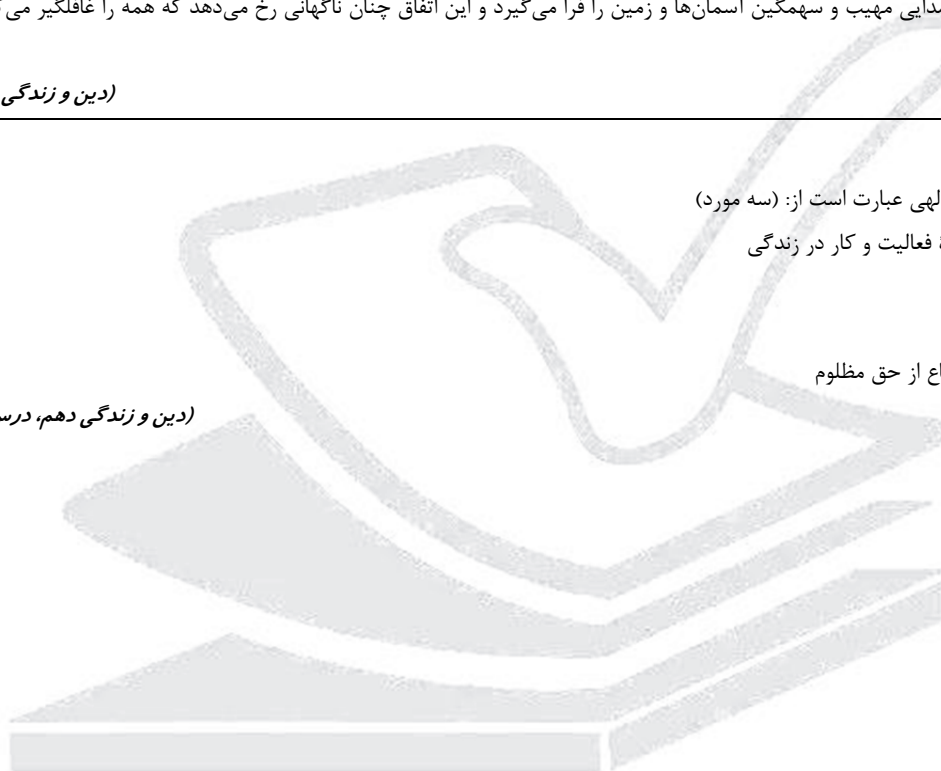 صدایی مهیب و سهمگین آسمان‌ها و زمین را فرا می‌گیرد و این اتفاق چنان ناگهانی رخ می‌دهد که همه را غافلگیر می‌
(دین و زندگی
الهی عبارت است از: (سه مورد)
فعالیت و کار در زندگی
از حق مظلوم
(دین و زندگی دهم، درس